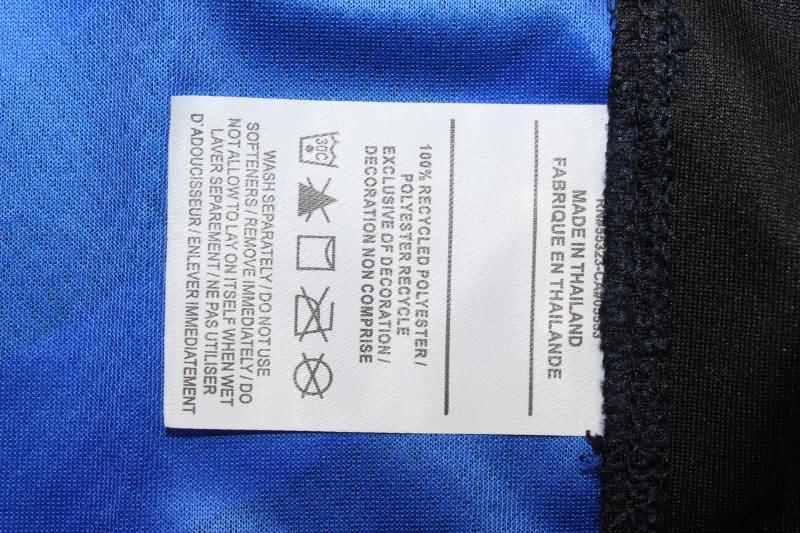 MADE IN THAILAND
FABRIQUE EN THAILANDE
100% RECYCLED POLYESTER /
POLYESTER RECYCLE
EXCLUSIVE OF DECORATION /
DECORATION NON COMPRISE
30C
WASH SEPARATELY / DO NOT USE
SOFTENERS / REMOVE IMMEDIATELY / DO
NOT ALLOW TO LAY ON ITSELF WHEN WET
LAVER SEPAREMENT / NE PAS UTILISER
D'ADOUCISSEUR / ENLEVER IMMEDIATEMENT